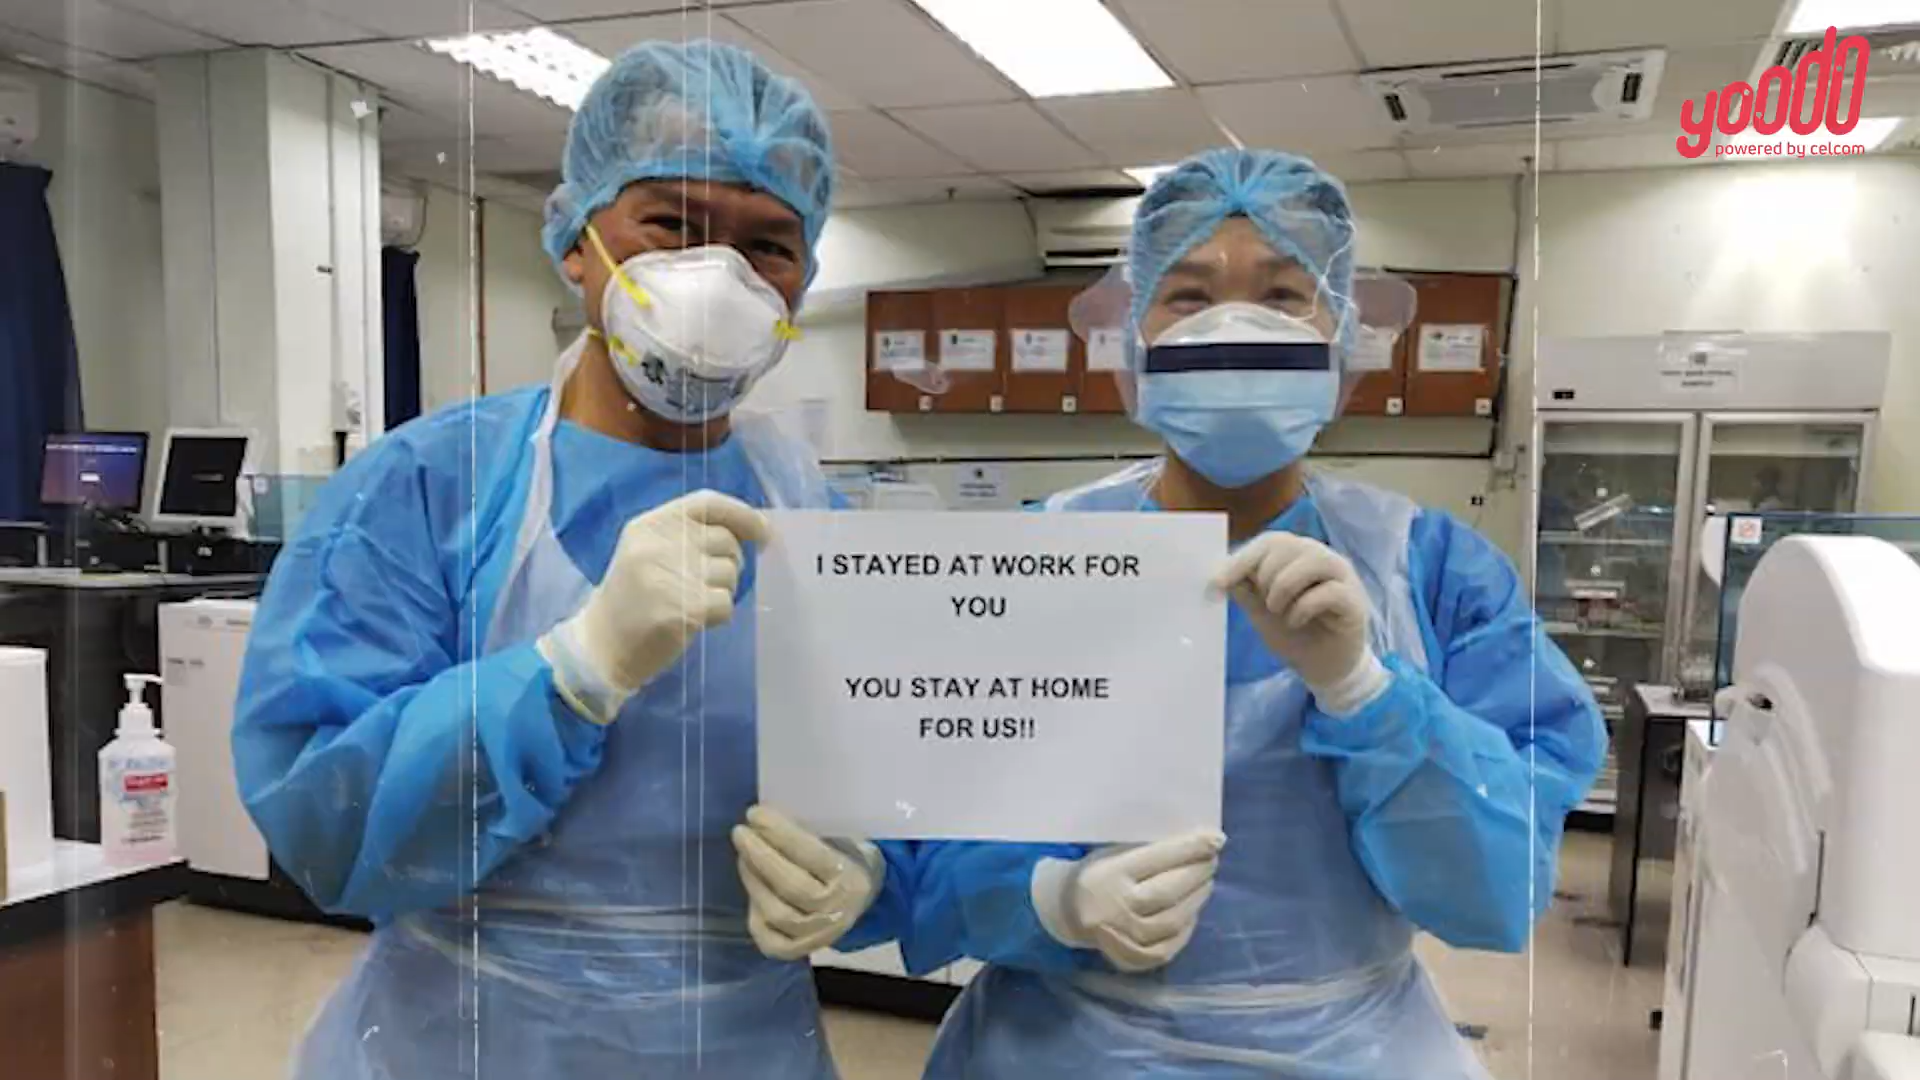 yoodo
powered by celcom
I STAYED AT WORK FOR
YOU
YOU STAY AT HOME
FOR US!!